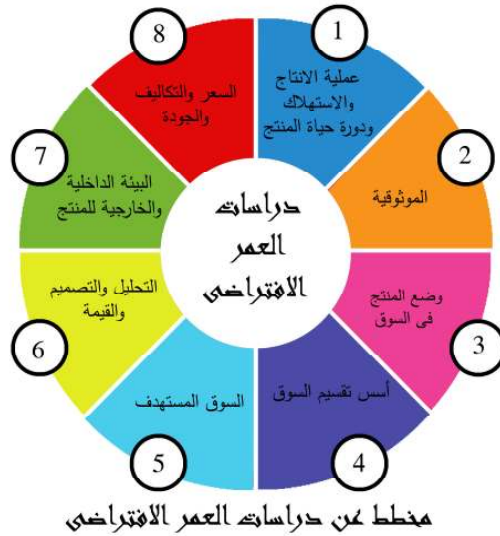 8
1
السعر والتكاليف
والجودة
عملية الانتاج
والاستهلاك
ودورة حياة المنتج
7
2
البيئة الداخلية
والخارجية للمنتج
الموثوقية
دراسات
العمر
الافتراضى
التحليل والتصميم
والقيمة
وضع المنتج
فى السوق
6
3
السوق المستهدف
أسس تقسيم السوق
5
4
مخطط عن دراسات العمر الافتراضى